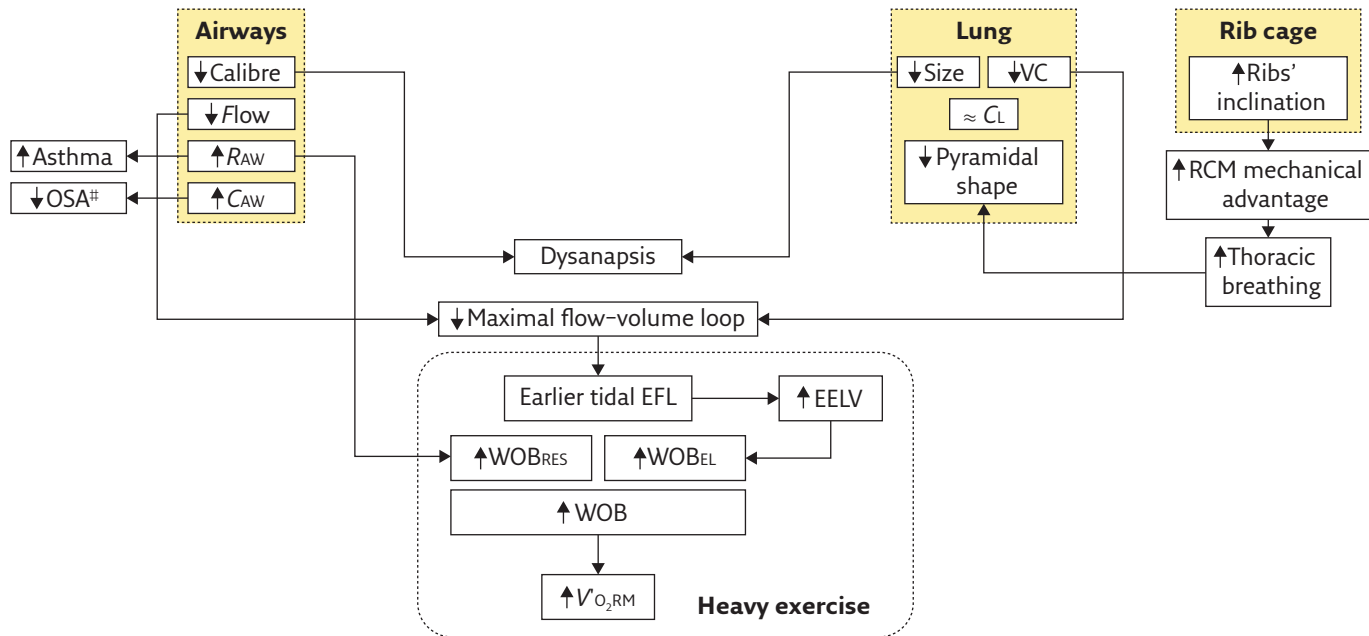 Airways
Lung
Rib cage
↓Calibre
↓Size
↓VC
↑Ribs'
inclination
↓Flow
≈ CL
↑Asthma
↑RAW
↓Pyramidal
shape
↑RCM mechanical
advantage
↓OSA#
↑CAW
Dysanapsis
↑Thoracic
breathing
↓Maximal flow–volume loop
Earlier tidal EFL
↑EELV
↑WOBRES
↑WOBEL
↑WOB
↑V'O2RM
Heavy exercise